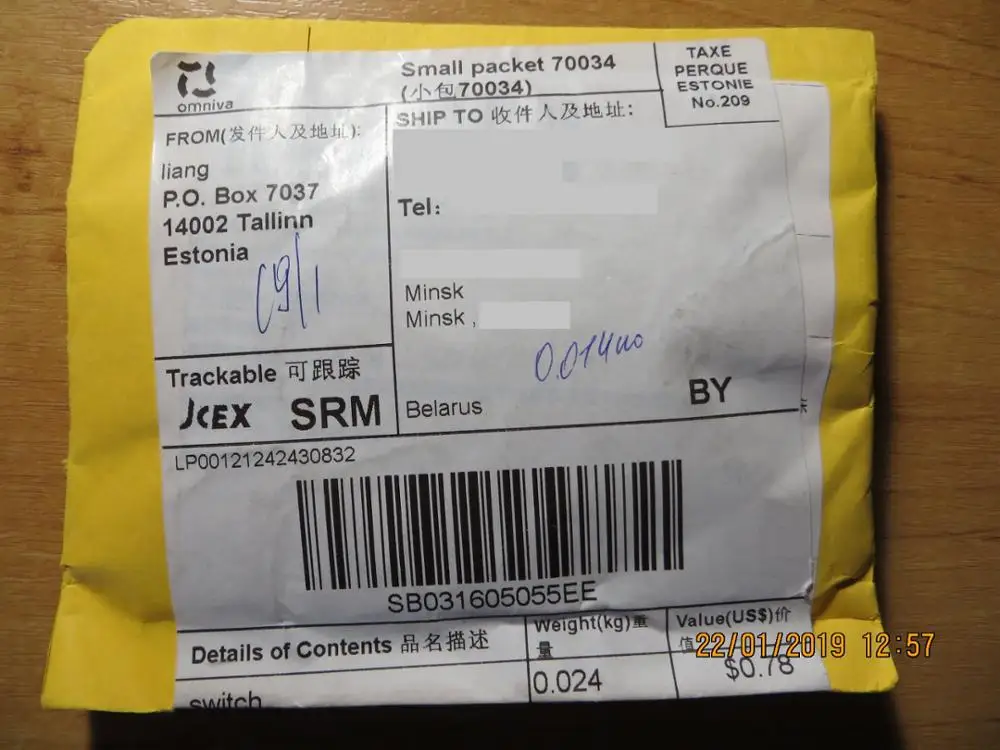 omniva
Small packet 70034
(小包70034)
TAXE
PERQUE
ESTONIE
No.209
FROM(发件人及地址):
liang
P.O. Box 7037
14002 Tallinn
Estonia
SHIP TO 收件人及地址:
Tel:
Minsk
Minsk ,
Belarus
BY
Trackable 可跟踪
JCEX SRM
LP00121242430832
SB031605055EE
Details of Contents 品名描述
Weight(kg)重
量
Value(US$)价
值
switch
0.024
$0.78
22/01/2019 12:57